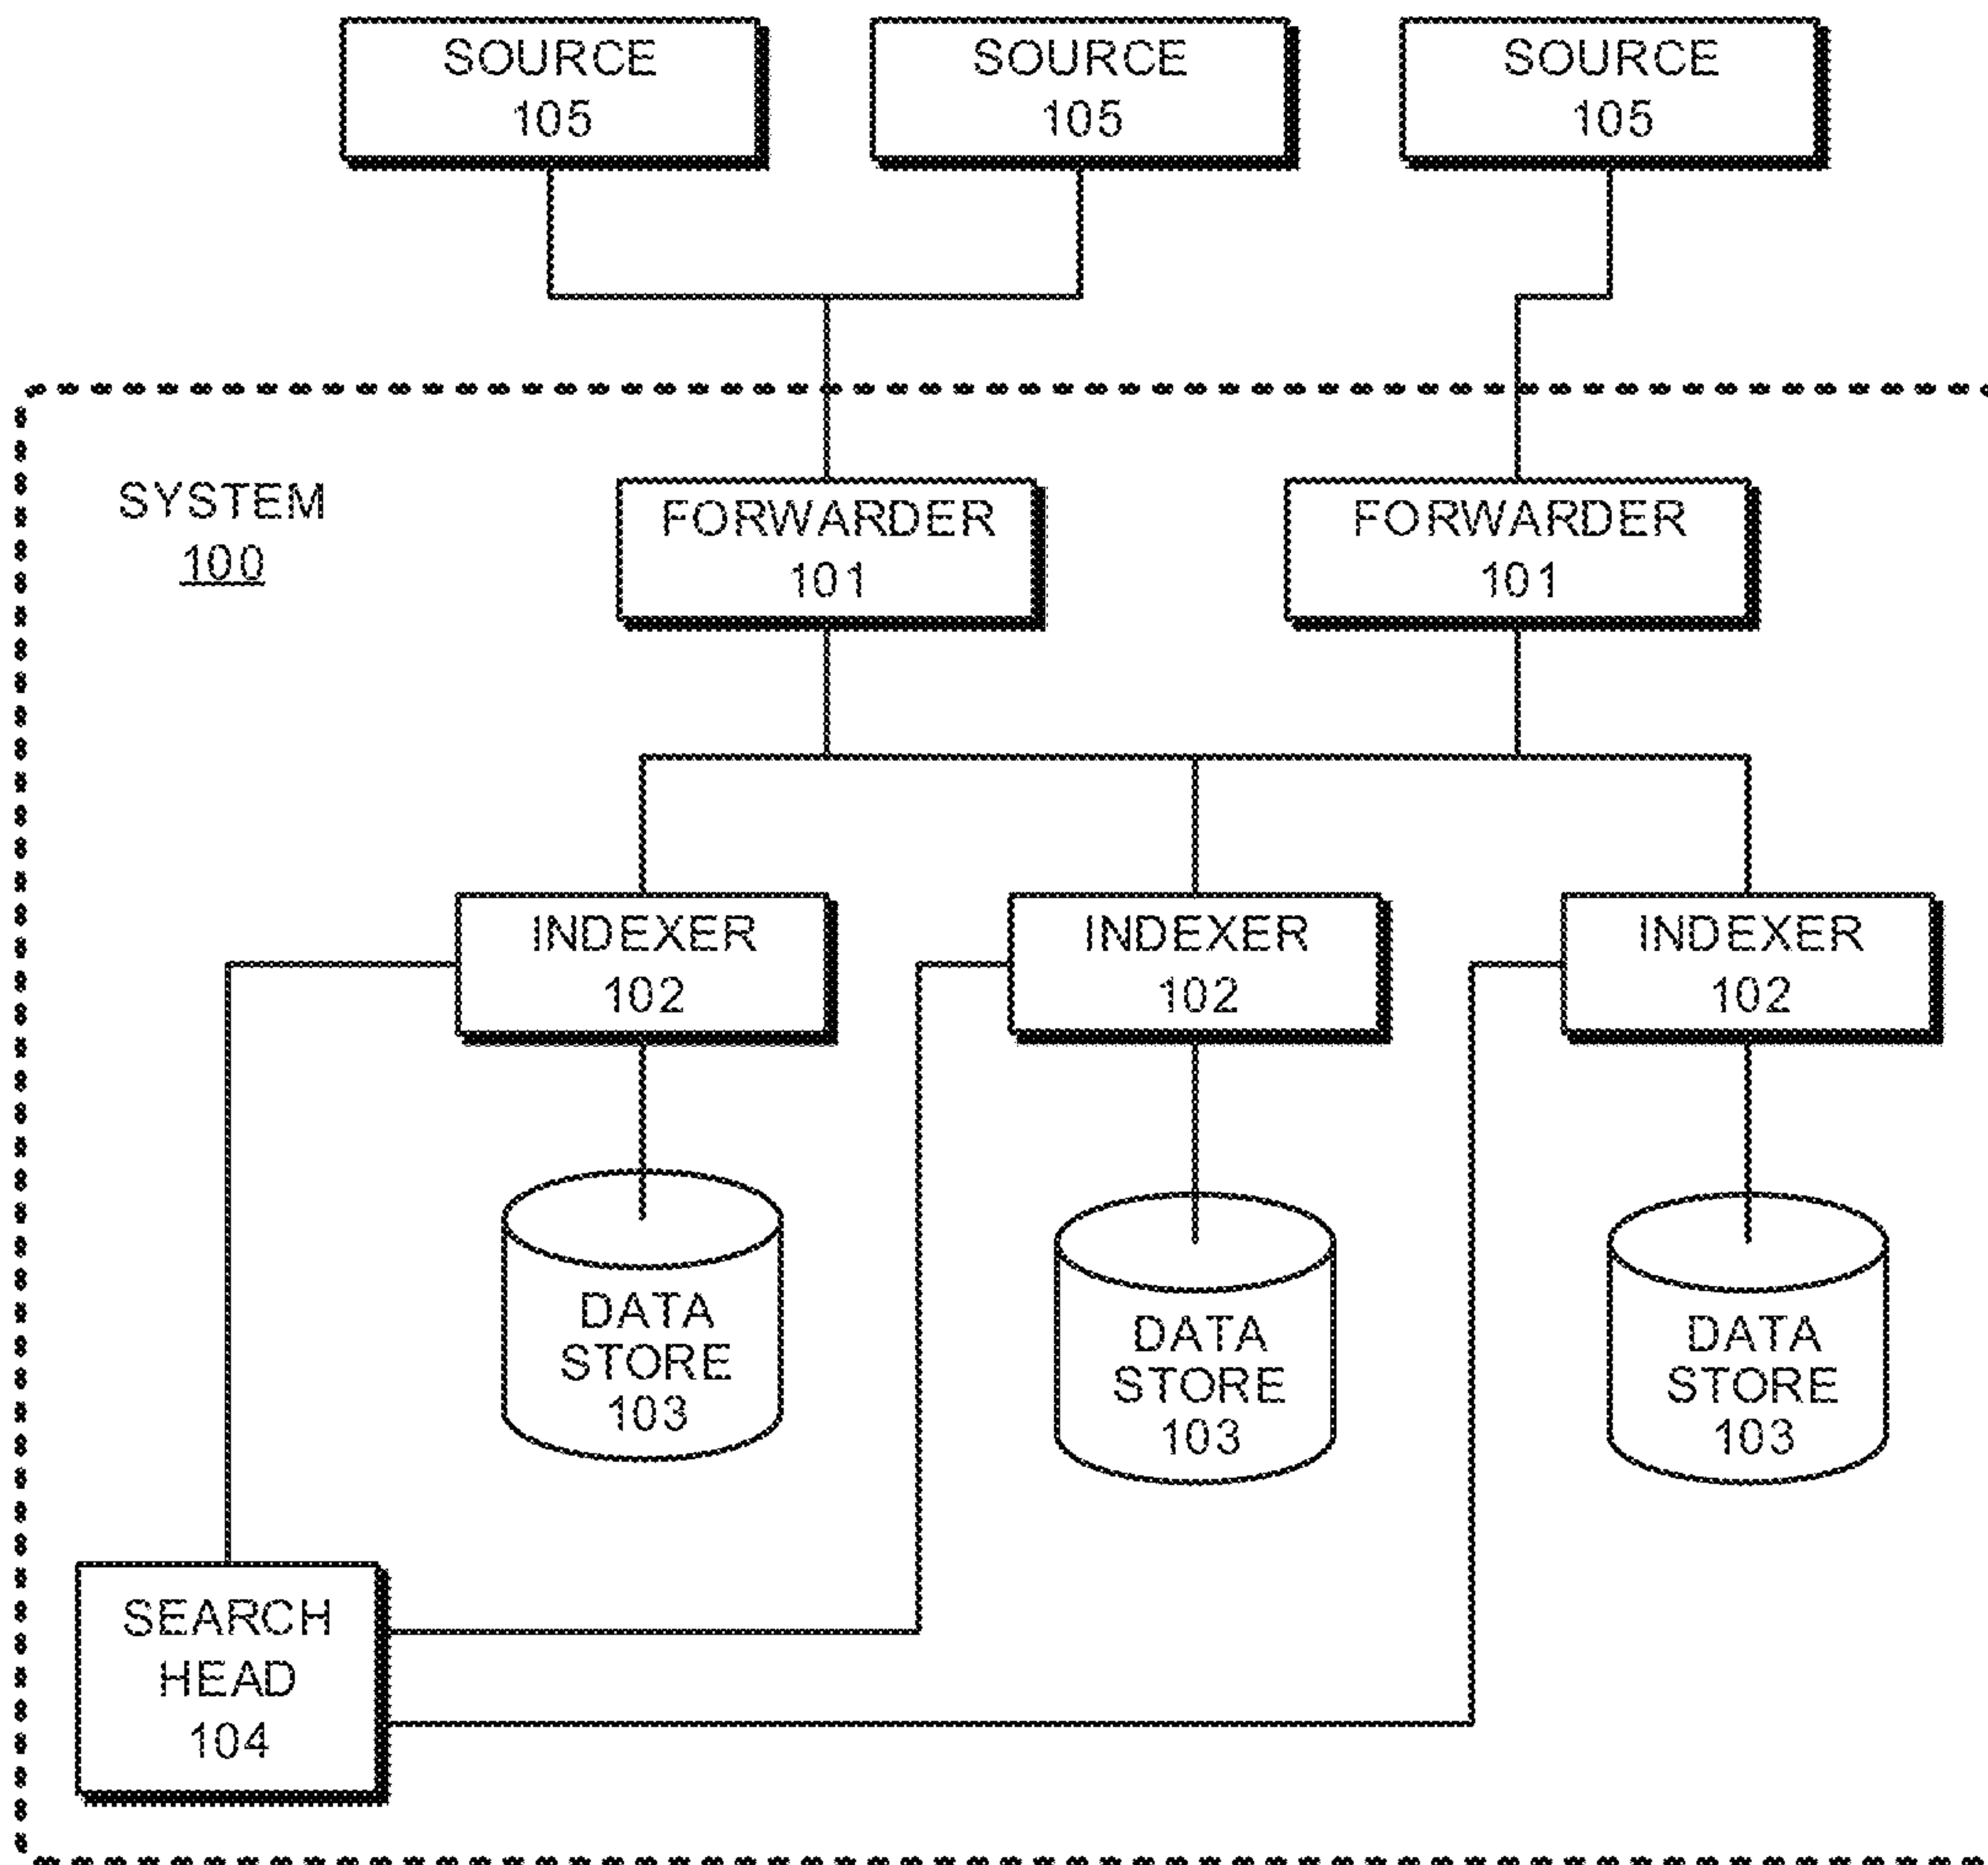 SOURCE
105
SOURCE
105
SOURCE
105
SYSTEM
100
FORWARDER
101
FORWARDER
101
INDEXER
102
INDEXER
102
INDEXER
102
DATA
STORE
103
DATA
STORE
103
DATA
STORE
103
SEARCH
HEAD
104